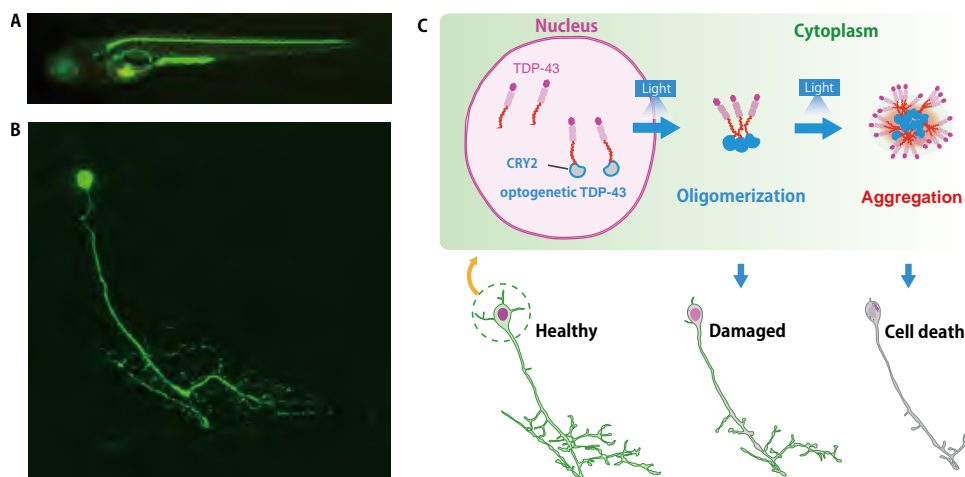 A
B
C
Nucleus
Cytoplasm
TDP-43
Light
Light
CRY2
optogenetic TDP-43
Oligomerization
Aggregation
Healthy
Damaged
Cell death